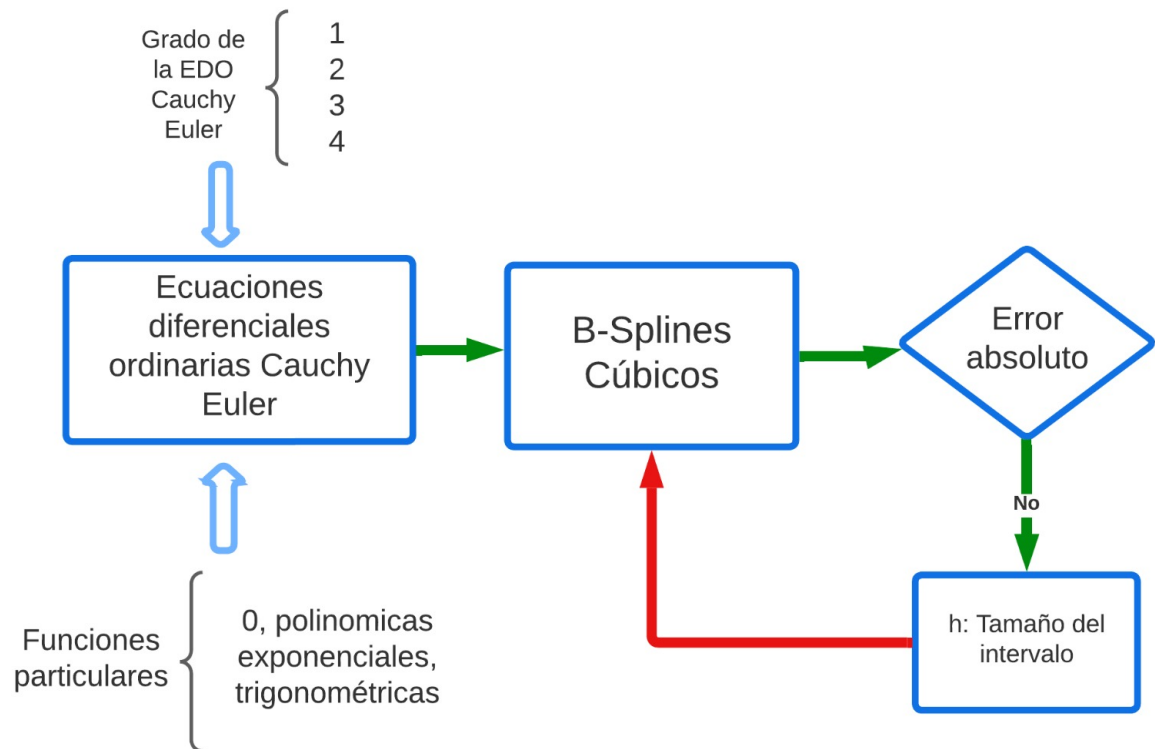 Grado de
la EDO
Cauchy
Euler
1
2
3
4
Ecuaciones
diferenciales
ordinarias Cauchy
Euler
B-Splines
Cúbicos
Error
absoluto
No
h: Tamaño del
intervalo
Funciones
particulares
0, polinomicas
exponenciales,
trigonométricas